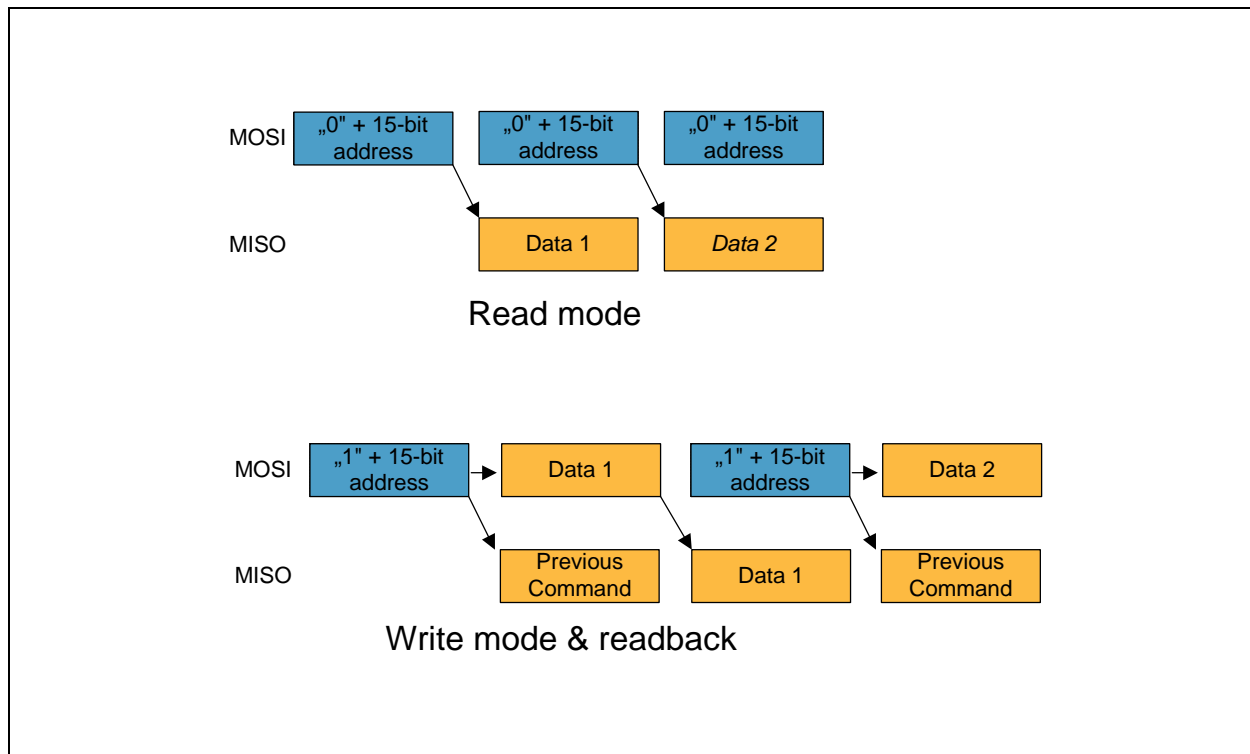 MOSI
„0" + 15-bit
address
„0" + 15-bit
address
„0" + 15-bit
address
MISO
Data 1
Data 2
Read mode
MOSI
„1" + 15-bit
address
Data 1
„1" + 15-bit
address
Data 2
MISO
Previous
Command
Data 1
Previous
Command
Write mode & readback